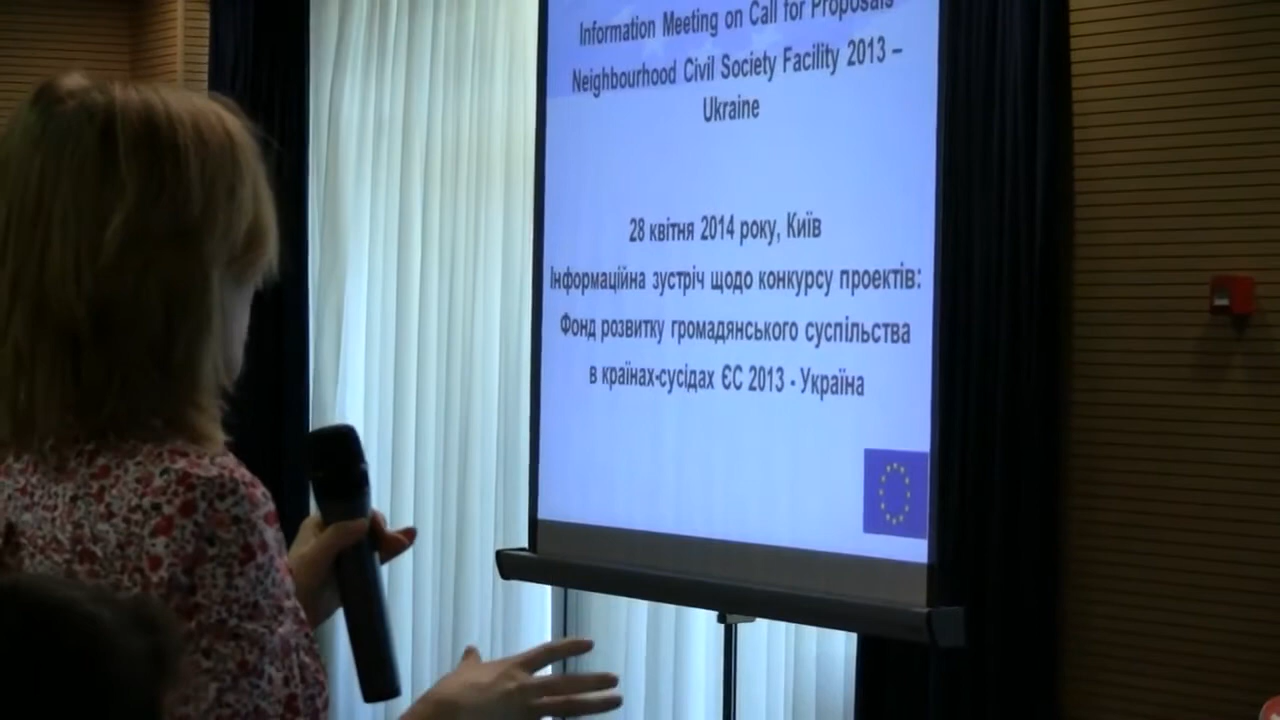 Information Meeting on Call for Proposals
Neighbourhood Civil Society Facility 2013 –
Ukraine
28 квітня 2014 року, Київ
Інформаційна зустріч щодо конкурсу проектів:
Фонд розвитку громадянського суспільства
в країнах-сусідах ЄС 2013 - Україна